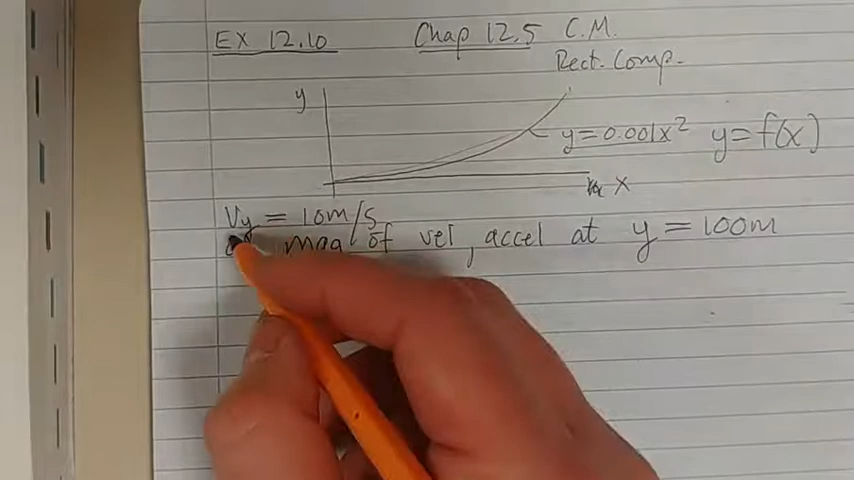 EX 12.10 Chap 12.5 C.M.
Rect. Comp.
y
y=0.001x² y=f(x)
x
Vy = 10m/s
mag of vel, accel at y = 100m